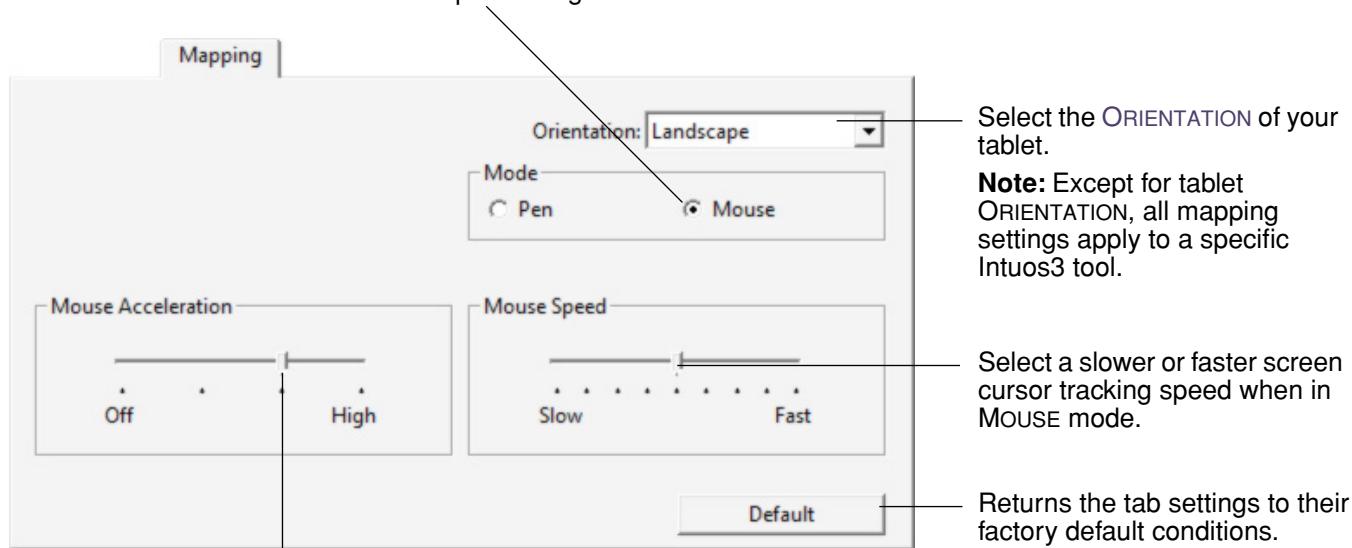 Mapping
Orientation: Landscape
Select the ORIENTATION of your
tablet.
Note: Except for tablet
ORIENTATION, all mapping
settings apply to a specific
Intuos3 tool.
Mode
Pen
Mouse
Mouse Acceleration
Off
High
Mouse Speed
Slow
Fast
Select a slower or faster screen
cursor tracking speed when in
MOUSE mode.
Default
Returns the tab settings to their
factory default conditions.